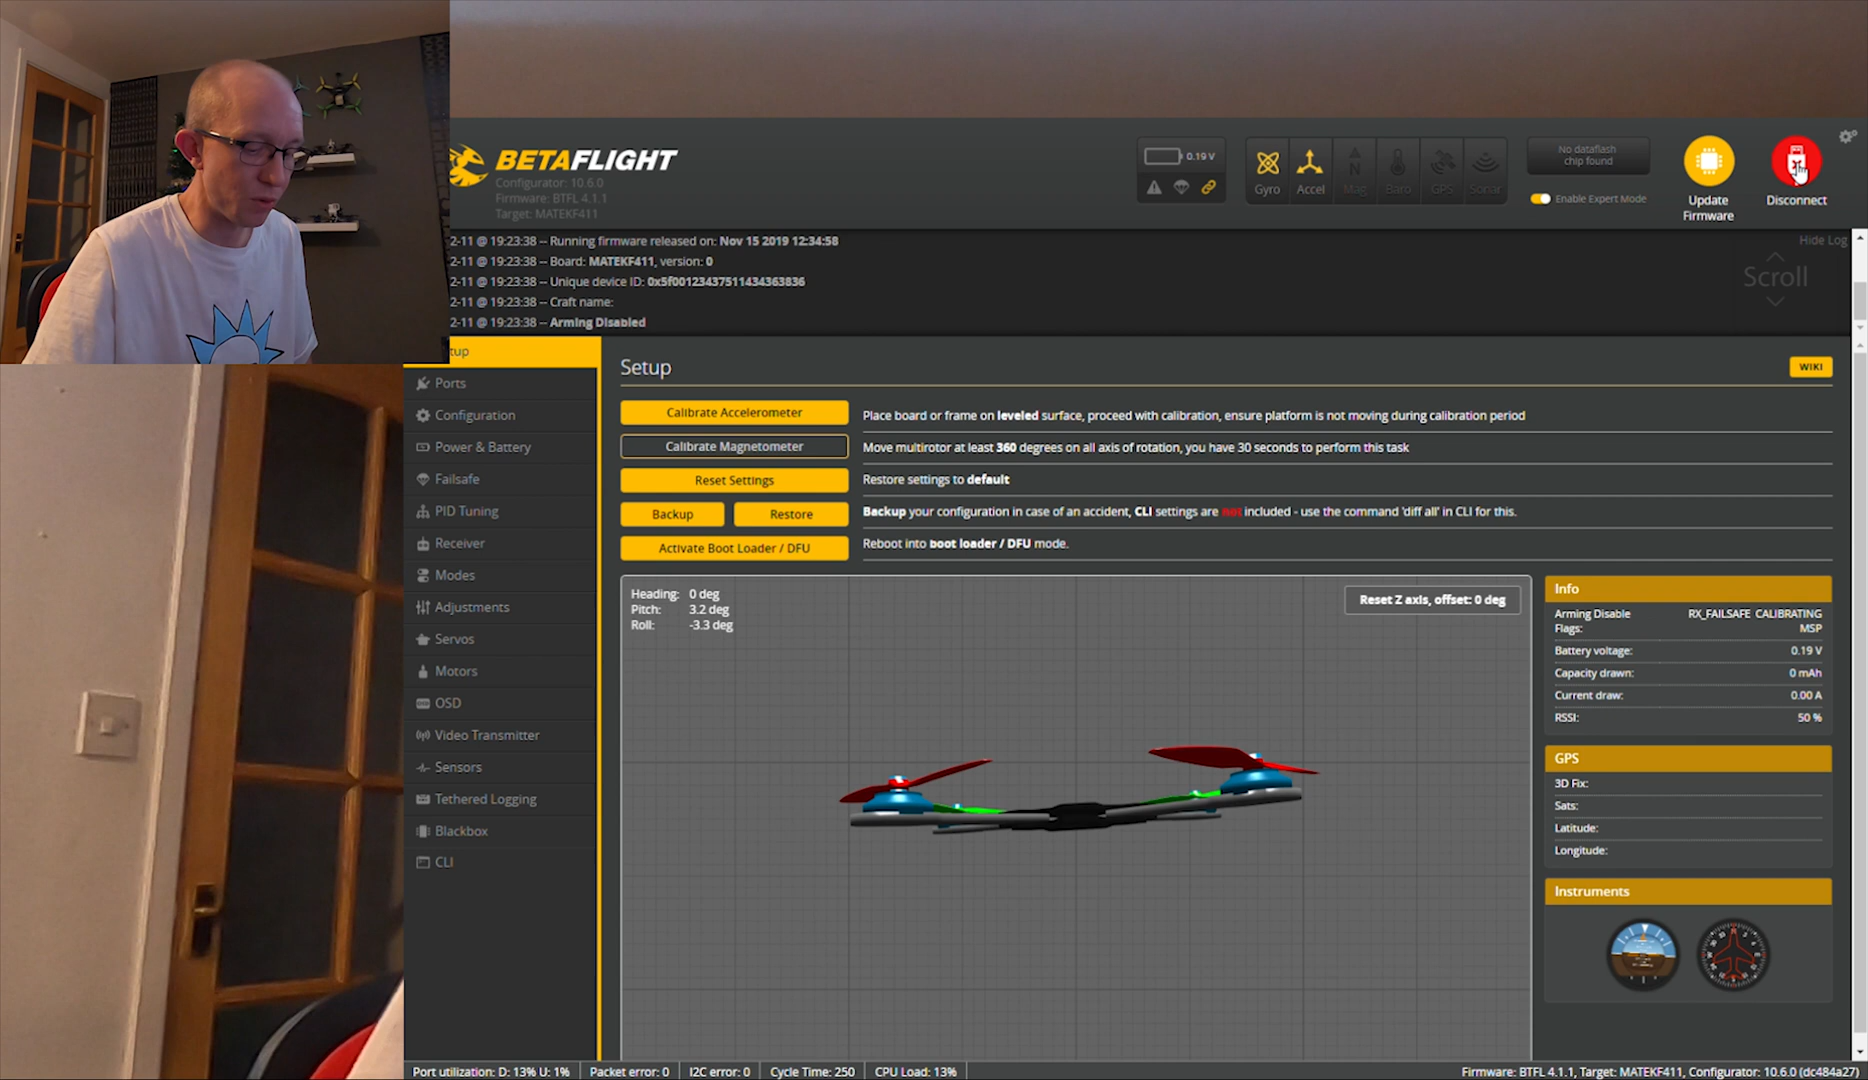 BETAFLIGHT
Configurator: 10.6.0
Firmware: BTFL 4.1.1
Target: MATEKF411
0.19 V
Gyro
Accel
Mag
Baro
GPS
Sonar
No dataflash
chip found
Enable Expert Mode
Update
Firmware
Disconnect
2-11 @ 19:23:38 -- Running firmware released on: Nov 15 2019 12:34:58
2-11 @ 19:23:38 -- Board: MATEKF411, version: 0
2-11 @ 19:23:38 -- Unique device ID: 0x5f00123437511434363836
2-11 @ 19:23:38 -- Craft name:
2-11 @ 19:23:38 -- Arming Disabled
Hide Log
Scroll
tup
Ports
Configuration
Power & Battery
Failsafe
PID Tuning
Receiver
Modes
Adjustments
Servos
Motors
OSD
Video Transmitter
Sensors
Tethered Logging
Blackbox
CLI
Setup
WIKI
Calibrate Accelerometer
Place board or frame on leveled surface, proceed with calibration, ensure platform is not moving during calibration period
Calibrate Magnetometer
Move multirotor at least 360 degrees on all axis of rotation, you have 30 seconds to perform this task
Reset Settings
Restore settings to default
Backup
Restore
Backup your configuration in case of an accident, CLI settings are not included - use the command 'diff all' in CLI for this.
Activate Boot Loader / DFU
Reboot into boot loader / DFU mode.
Heading: 0 deg
Pitch: 3.2 deg
Roll: -3.3 deg
Reset Z axis, offset: 0 deg
Info
Arming Disable Flags: RX_FAILSAFE CALIBRATING MSP
Battery voltage: 0.19 V
Capacity drawn: 0 mAh
Current draw: 0.00 A
RSSI: 50 %
GPS
3D Fix:
Sats:
Latitude:
Longitude:
Instruments
Port utilization: D: 13% U: 1%
Packet error: 0
I2C error: 0
Cycle Time: 250
CPU Load: 13%
Firmware: BTFL 4.1.1, Target: MATEKF411, Configurator: 10.6.0 (dc484a27)